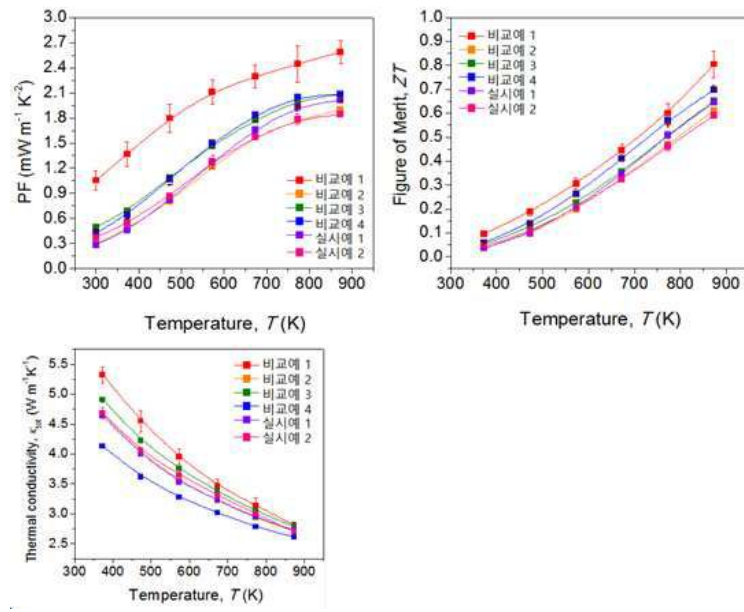 3.0
2.7
2.4
2.1
1.8
1.5
1.2
0.9
0.6
0.3
0.0
PF (mW m⁻¹ K⁻²)
비교예 1
비교예 2
비교예 3
비교예 4
실시예 1
실시예 2
300 400 500 600 700 800 900
Temperature, T (K)
1.0
0.9
0.8
0.7
0.6
0.5
0.4
0.3
0.2
0.1
0.0
Figure of Merit, ZT
비교예 1
비교예 2
비교예 3
비교예 4
실시예 1
실시예 2
300 400 500 600 700 800 900
Temperature, T (K)
5.5
5.0
4.5
4.0
3.5
3.0
2.5
Thermal conductivity, κtot (W m⁻¹K⁻¹)
비교예 1
비교예 2
비교예 3
비교예 4
실시예 1
실시예 2
300 400 500 600 700 800 900
Temperature, T (K)